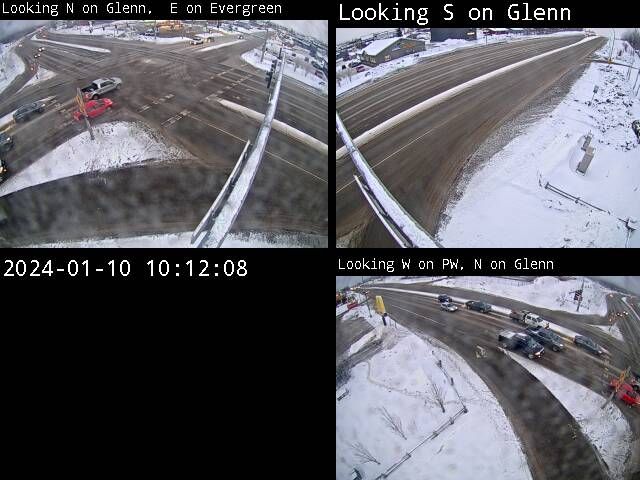 Looking N on Glenn,  E on Evergreen
Looking S on Glenn
2024-01-10 10:12:08
Looking W on PW, N on Glenn